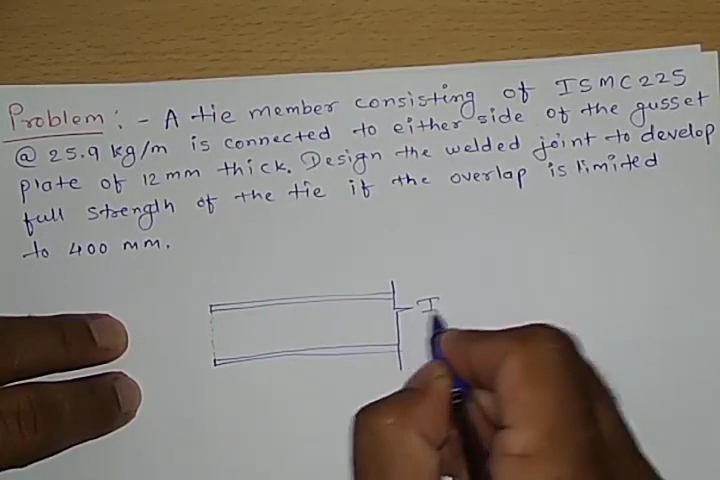 Problem :- A tie member consisting of ISMC225
@ 25.9 kg/m is connected to either side of the gusset
plate of 12 mm thick. Design the welded joint to develop
full strength of the tie if the overlap is limited
to 400 mm.
I